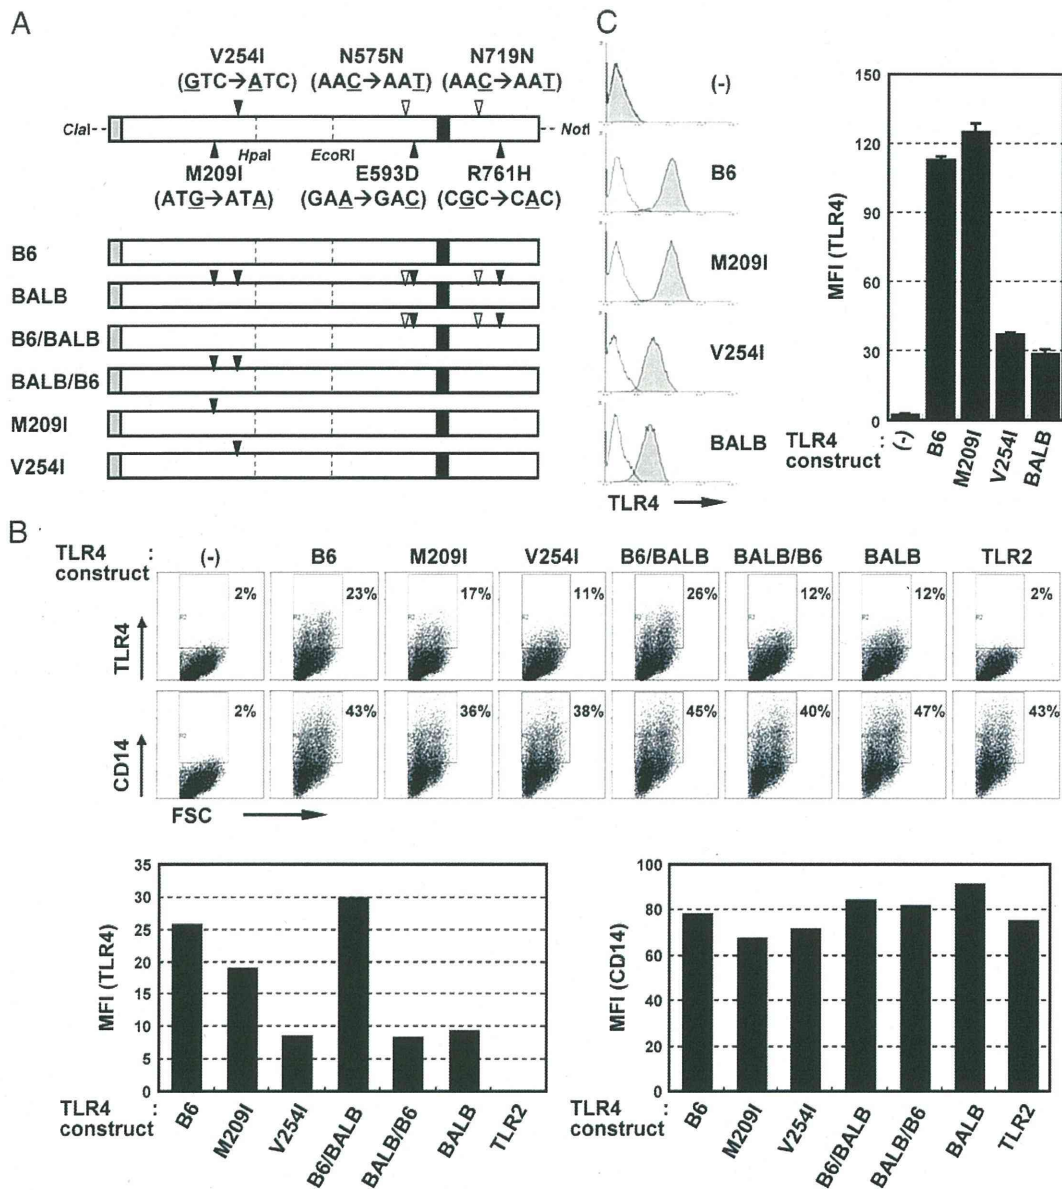 A
V254I N575N N719N
(GTC→ATC) (AAC→AAT) (AAC→AAT)
ClaI NotI
HpaI EcoRI
M209I E593D R761H
(ATG→ATA) (GAA→GAC) (CGC→CAC)
B6
BALB
B6/BALB
BALB/B6
M209I
V254I
C
(-)
B6
M209I
V254I
BALB
TLR4
150
120
90
60
30
0
MFI (TLR4)
TLR4 construct :
(-) B6 M209I V254I BALB
B
TLR4 construct : (-) B6 M209I V254I B6/BALB BALB/B6 BALB TLR2
TLR4
2% 23% 17% 11% 26% 12% 12% 2%
CD14
2% 43% 36% 38% 45% 40% 47% 43%
FSC
35
30
25
20
15
10
5
0
MFI (TLR4)
TLR4 construct :
B6 M209I V254I B6/BALB BALB/B6 BALB TLR2
100
80
60
40
20
0
MFI (CD14)
TLR4 construct :
B6 M209I V254I B6/BALB BALB/B6 BALB TLR2